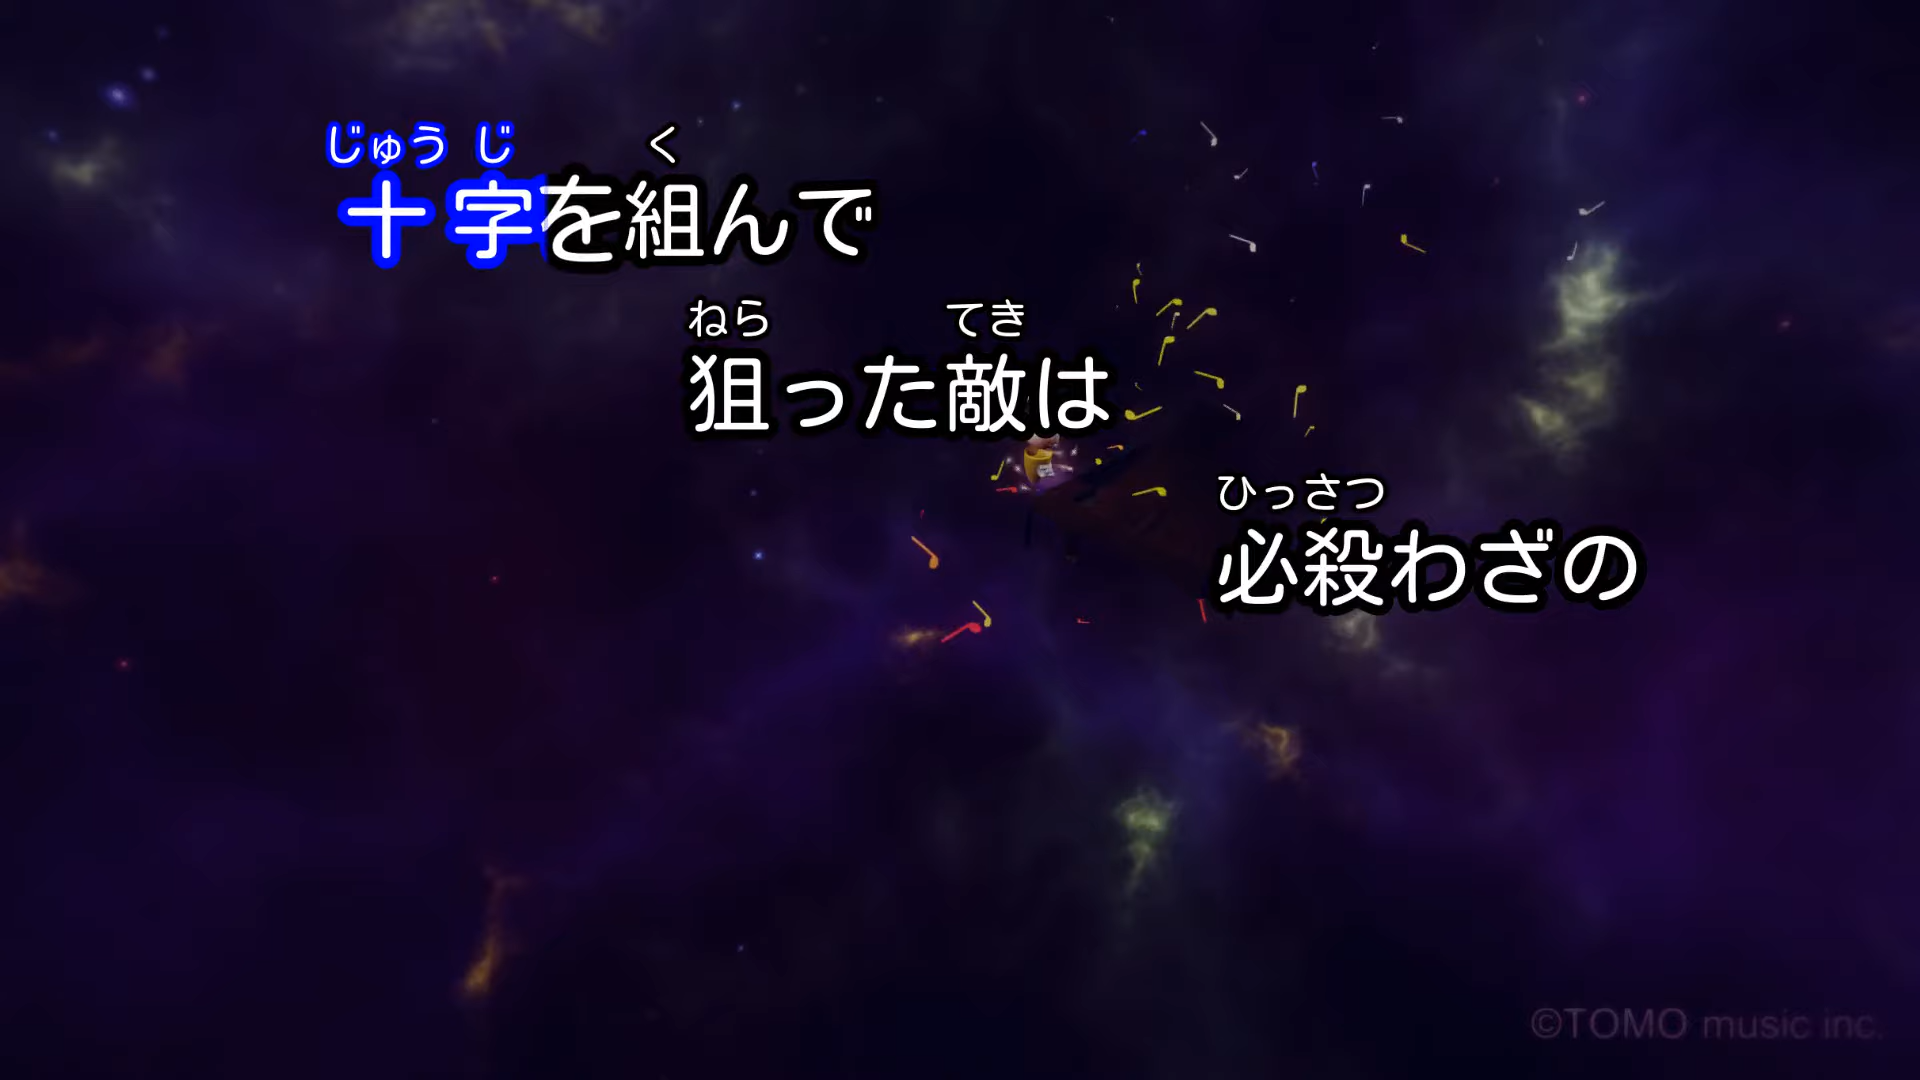 じゅうじ く
十字を組んで
ねら てき
狙った敵は
ひっさつ
必殺わざの
©TOMO music inc.